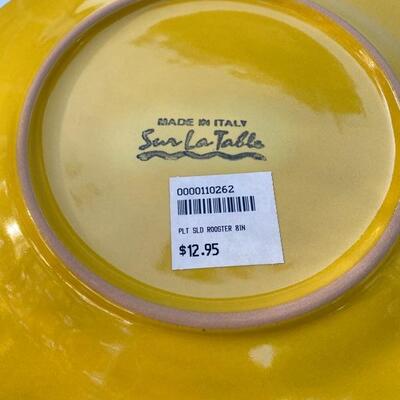 MADE IN ITALY
Sur La Table
0000110262
PLT SLD ROOSTER 8IN
$12.95